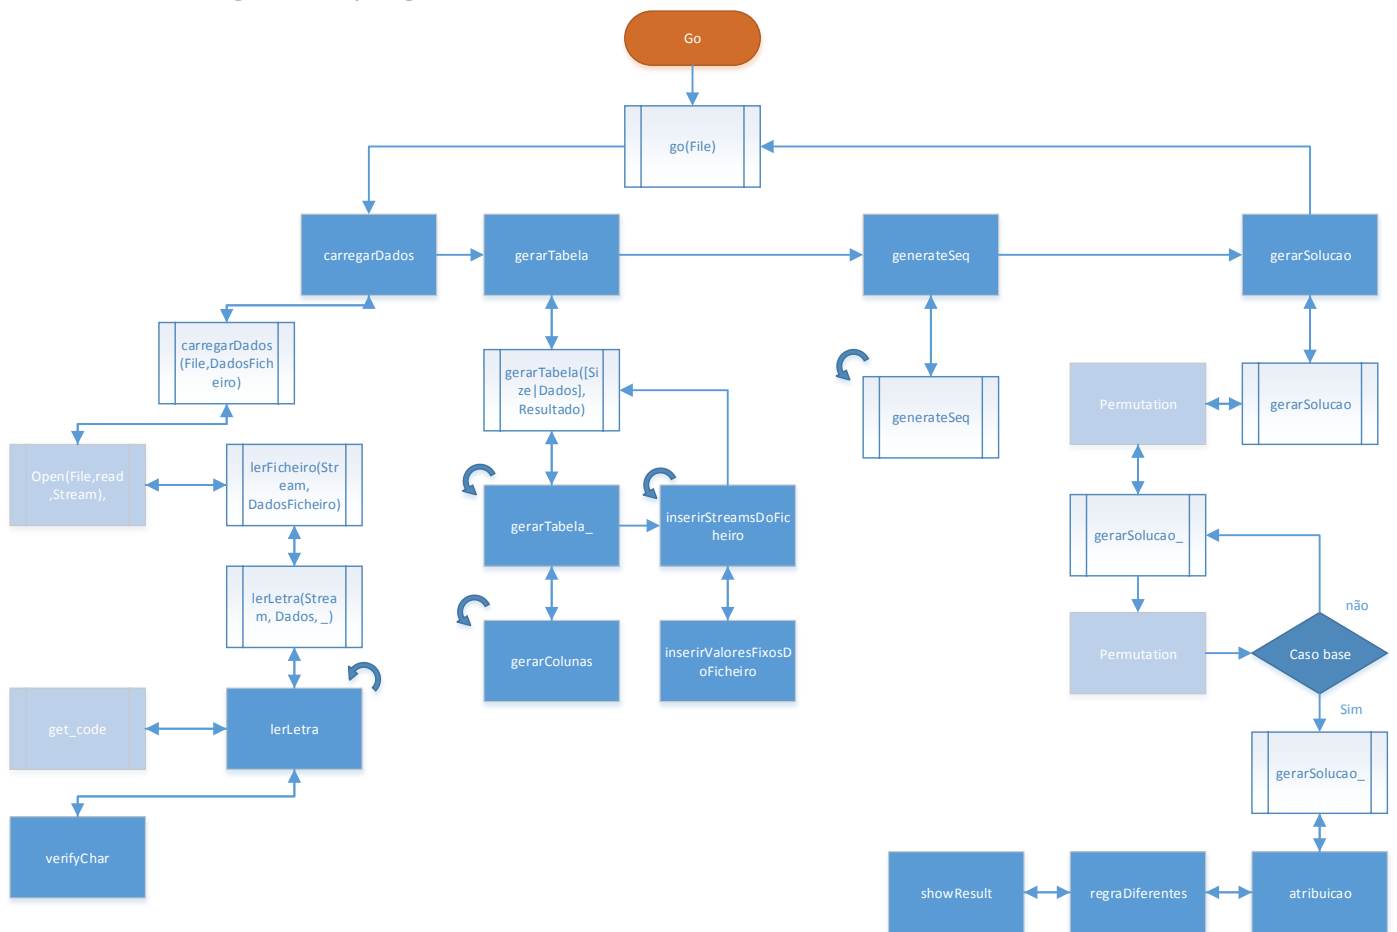 Go
go(File)
carregarDados
gerarTabela
generateSeq
gerarSolucao
carregarDados
(File,DadosFich
eiro)
gerarTabela([Si
ze|Dados],
Resultado)
generateSeq
Permutation
gerarSolucao
Open(File,read
,Stream),
lerFicheiro(Str
eam,
DadosFicheiro)
gerarTabela_
inserirStreamsDoFic
heiro
gerarSolucao_
lerLetra(Strea
m, Dados, _)
não
gerarColunas
inserirValoresFixosD
oFicheiro
Permutation
Caso base
Sim
get_code
lerLetra
gerarSolucao_
verifyChar
showResult
regraDiferentes
atribuicao